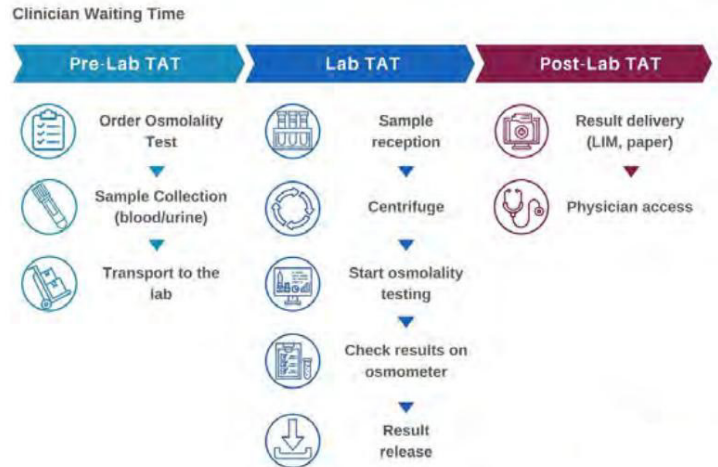 Clinician Waiting Time
Pre-Lab TAT
Order Osmolality
Test
Sample Collection
(blood/urine)
Transport to the
lab
Lab TAT
Sample
reception
Centrifuge
Start osmolality
testing
Check results on
osmometer
Result
release
Post-Lab TAT
Result delivery
(LIM, paper)
Physician access